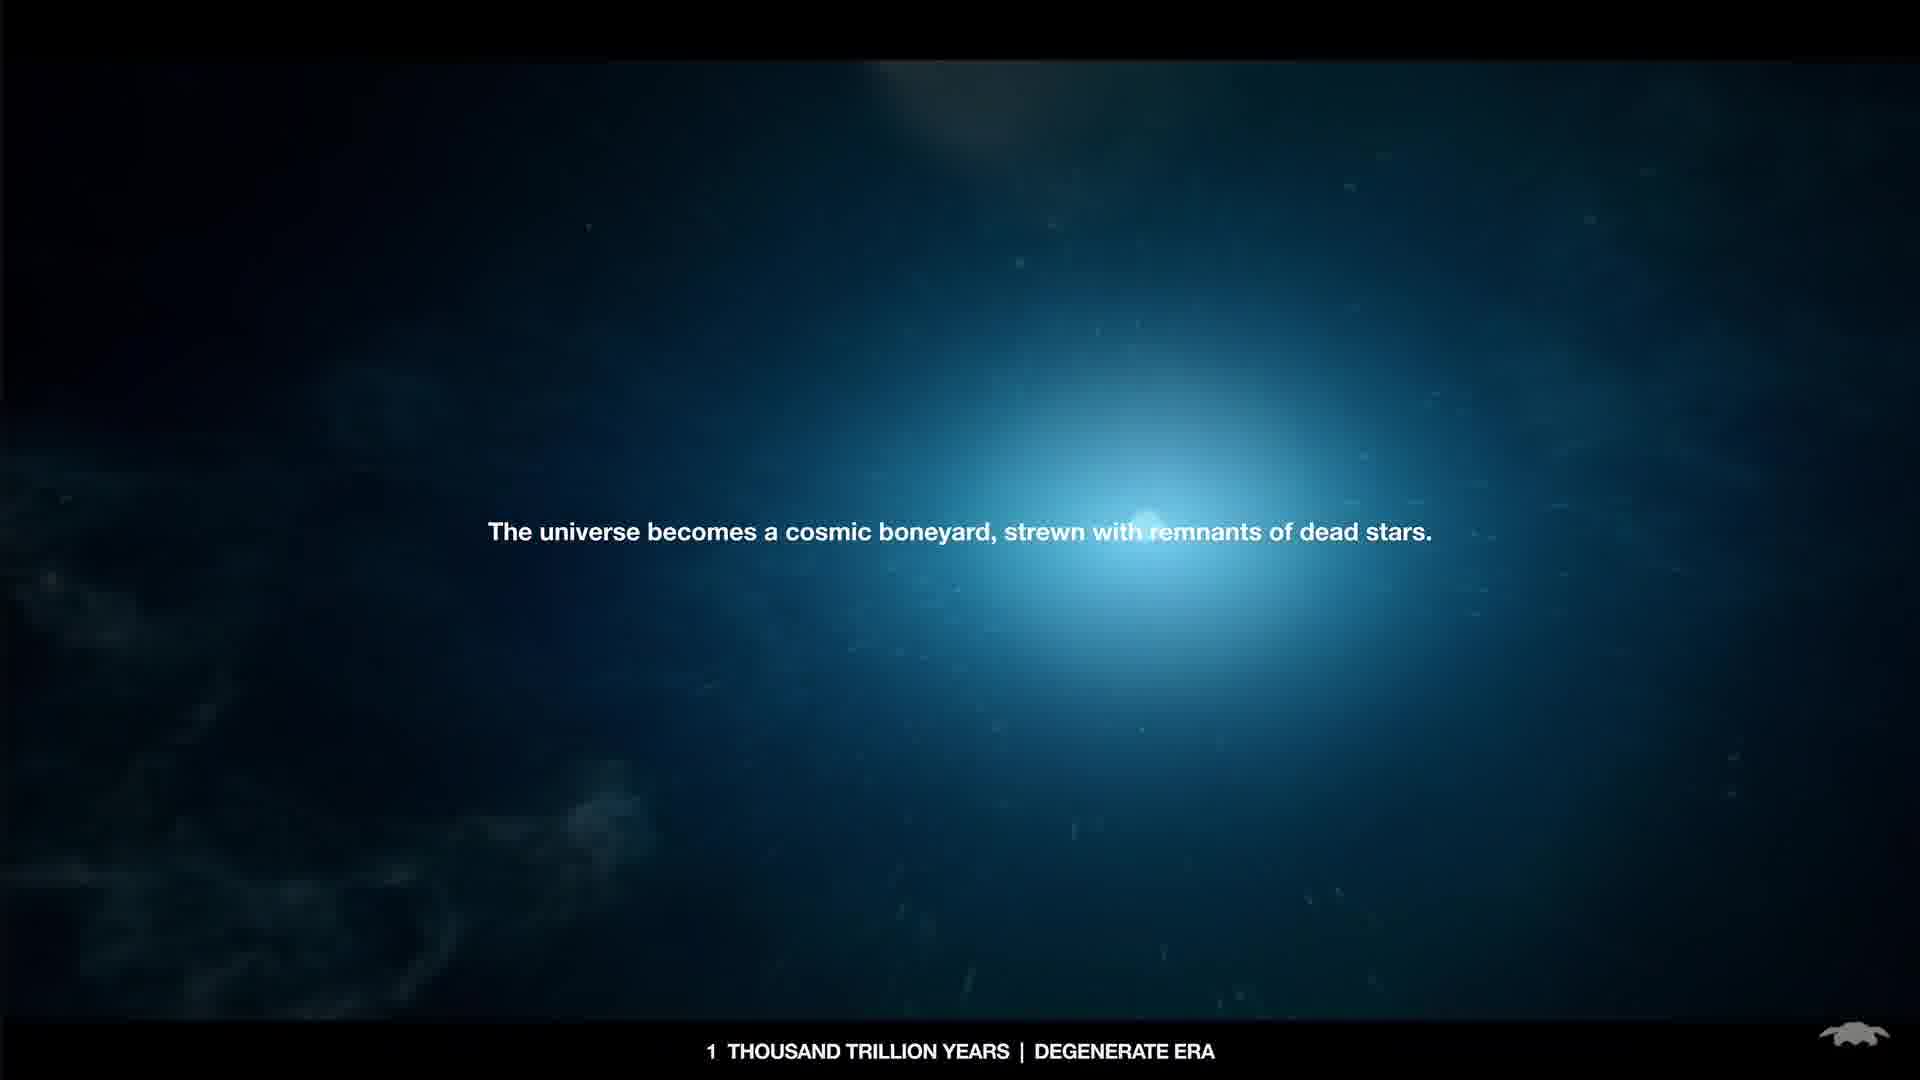 The universe becomes a cosmic boneyard, strewn with remnants of dead stars.
1 THOUSAND TRILLION YEARS | DEGENERATE ERA